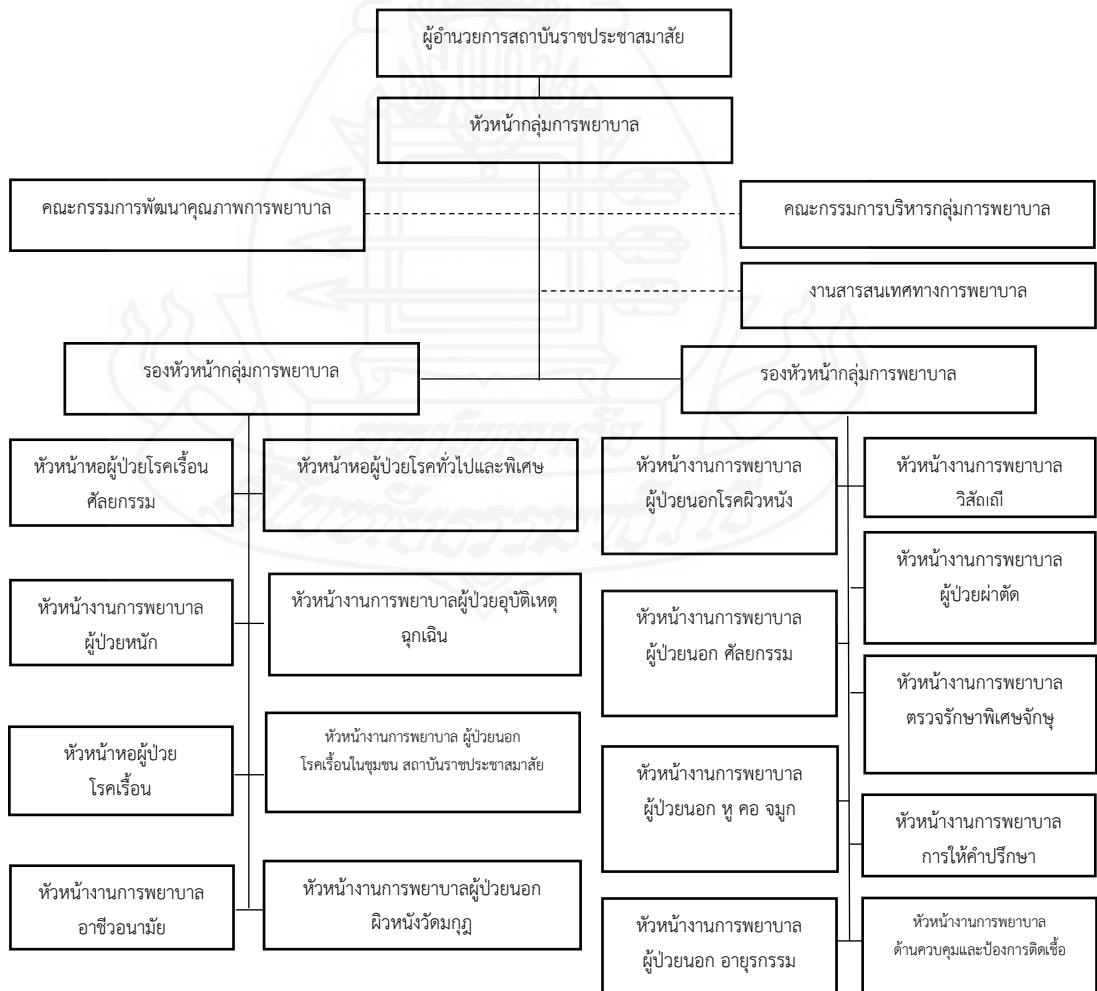 ผู้อำนวยการสถาบันราชประชาสมาสัย
หัวหน้ากลุ่มการพยาบาล
คณะกรรมการพัฒนาคุณภาพการพยาบาล
คณะกรรมการบริหารกลุ่มการพยาบาล
งานสารสนเทศทางการพยาบาล
รองหัวหน้ากลุ่มการพยาบาล
รองหัวหน้ากลุ่มการพยาบาล
หัวหน้าหอผู้ป่วยโรคเรื้อน
ศัลยกรรม
หัวหน้าหอผู้ป่วยโรคทั่วไปและพิเศษ
หัวหน้างานการพยาบาล
ผู้ป่วยหนัก
หัวหน้างานการพยาบาลผู้ป่วยอุบัติเหตุ
ฉุกเฉิน
หัวหน้าหอผู้ป่วย
โรคเรื้อน
หัวหน้างานการพยาบาล ผู้ป่วยนอก
โรคเรื้อนในชุมชน สถาบันราชประชาสมาสัย
หัวหน้างานการพยาบาล
อาชีวอนามัย
หัวหน้างานการพยาบาลผู้ป่วยนอก
ผิวหนังวัดมกุฎ
หัวหน้างานการพยาบาล
ผู้ป่วยนอกโรคผิวหนัง
หัวหน้างานการพยาบาล
วิสัญญี
หัวหน้างานการพยาบาล
ผู้ป่วยผ่าตัด
หัวหน้างานการพยาบาล
ผู้ป่วยนอก ศัลยกรรม
หัวหน้างานการพยาบาล
ตรวจรักษาพิเศษจักษุ
หัวหน้างานการพยาบาล
ผู้ป่วยนอก หู คอ จมูก
หัวหน้างานการพยาบาล
การให้คำปรึกษา
หัวหน้างานการพยาบาล
ผู้ป่วยนอก อายุรกรรม
หัวหน้างานการพยาบาล
ด้านควบคุมและป้องการติดเชื้อ
มหาวิทยาลัย
สุโขทัยธรรมาธิราช